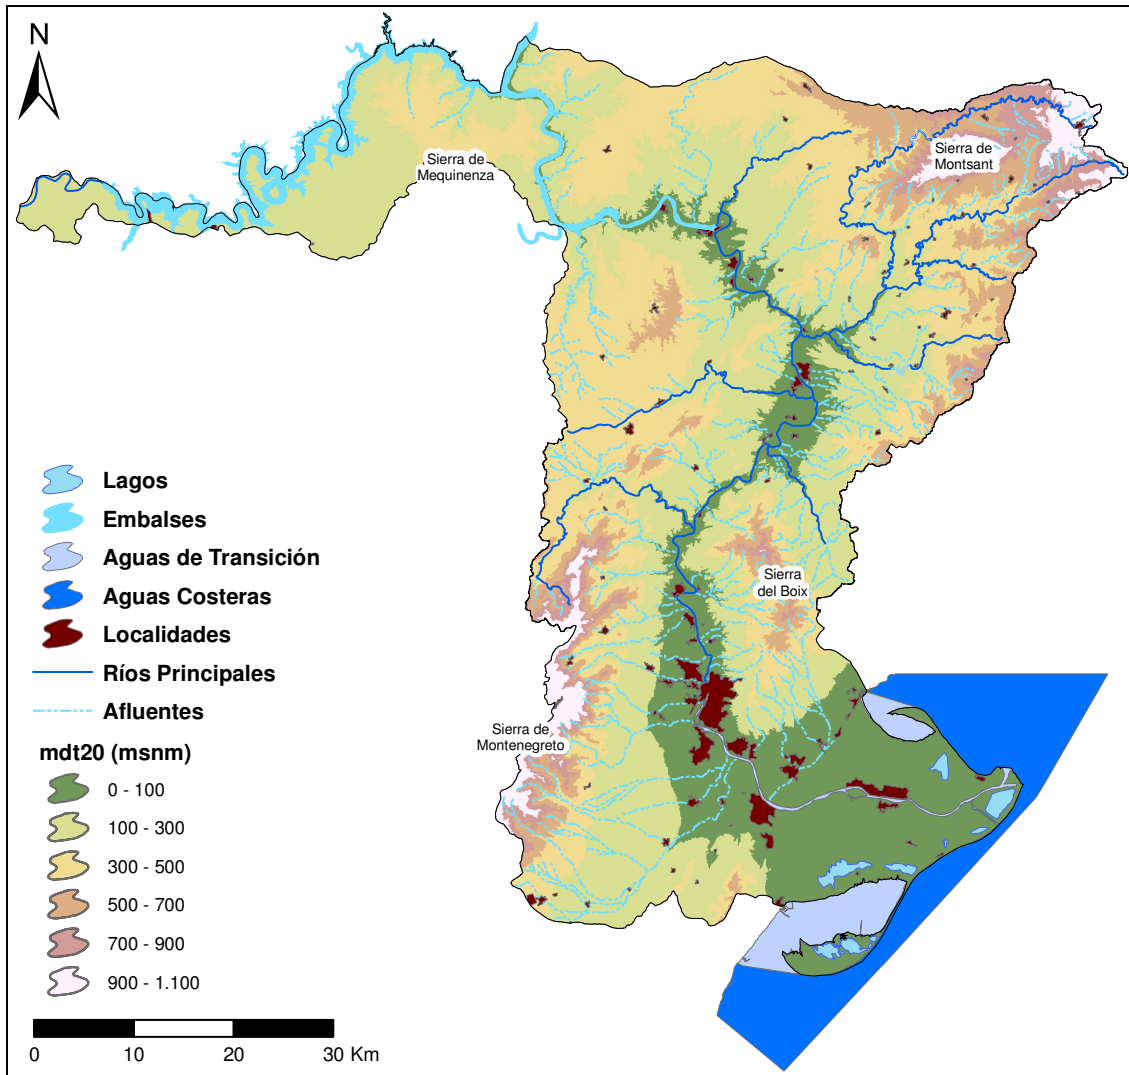 N
Sierra de
Mequinenza
Sierra de
Montsant
Sierra
del Boix
Sierra de
Montenegreto
Lagos
Embalses
Aguas de Transición
Aguas Costeras
Localidades
Ríos Principales
Afluentes
mdt20 (msnm)
0 - 100
100 - 300
300 - 500
500 - 700
700 - 900
900 - 1.100
0 10 20 30 Km